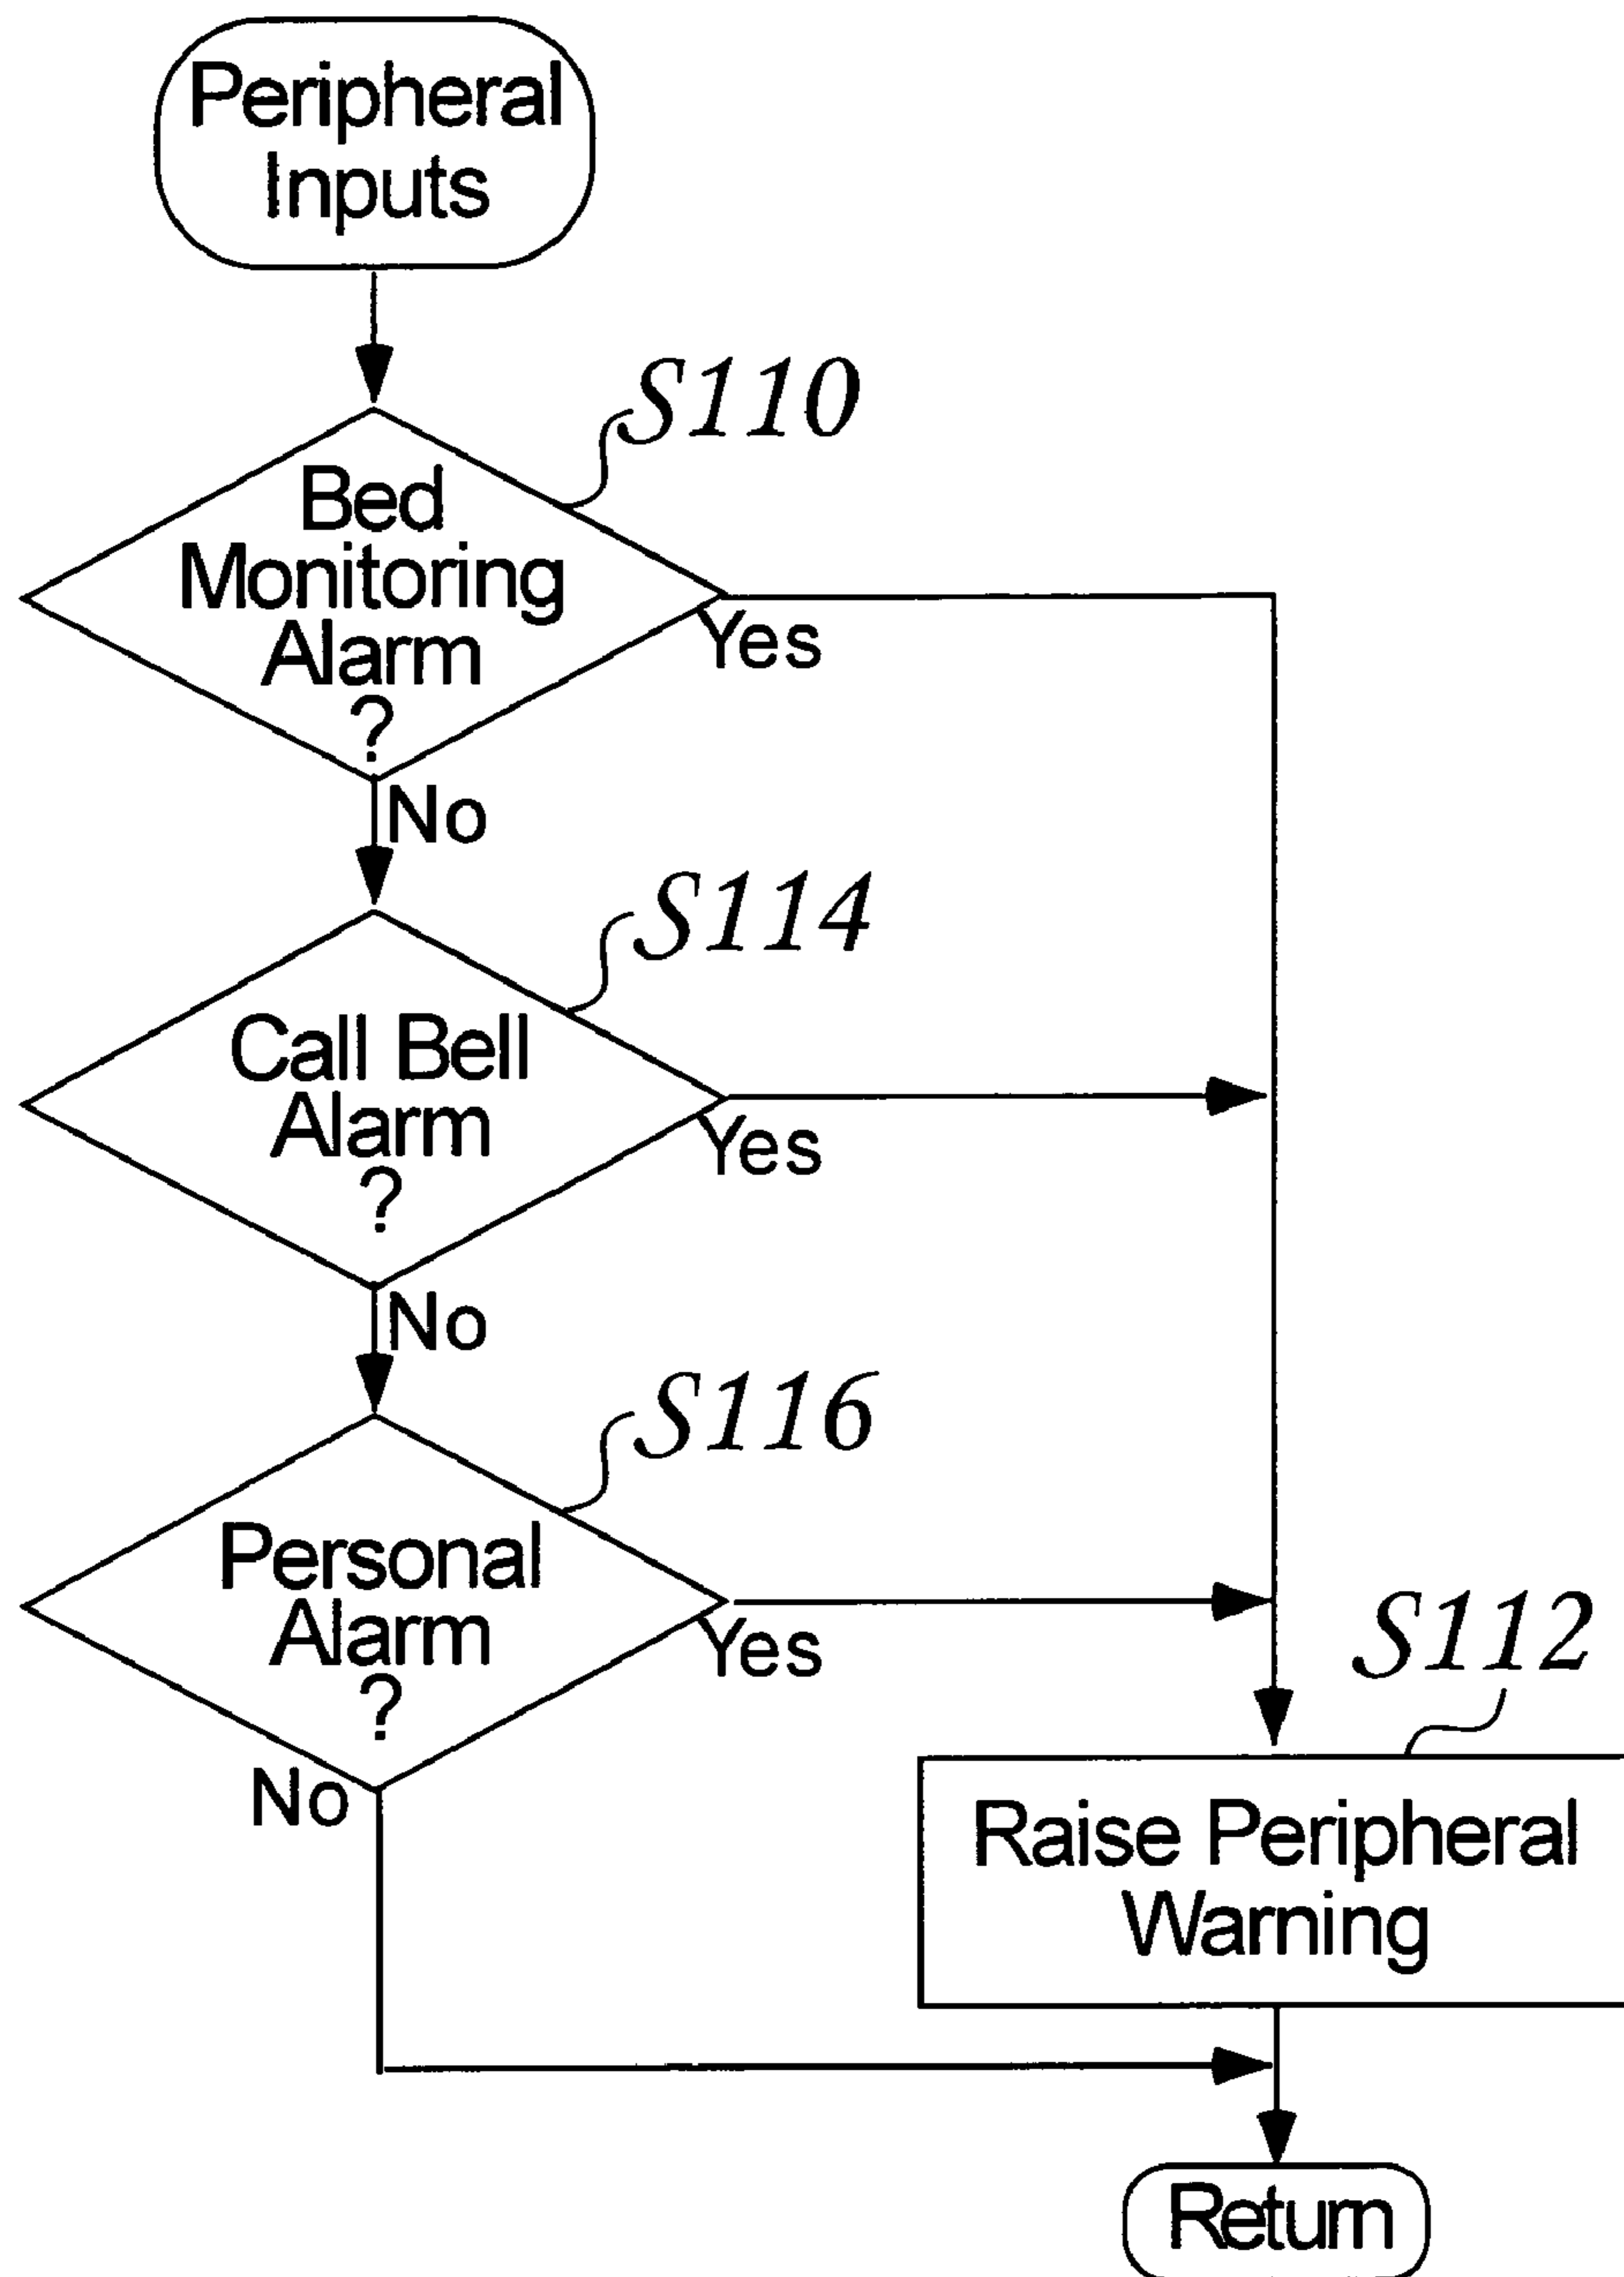 Peripheral
Inputs
S110
Bed
Monitoring
Alarm
?
Yes
No
S114
Call Bell
Alarm
?
Yes
No
S116
Personal
Alarm
?
Yes
No
S112
Raise Peripheral
Warning
Return